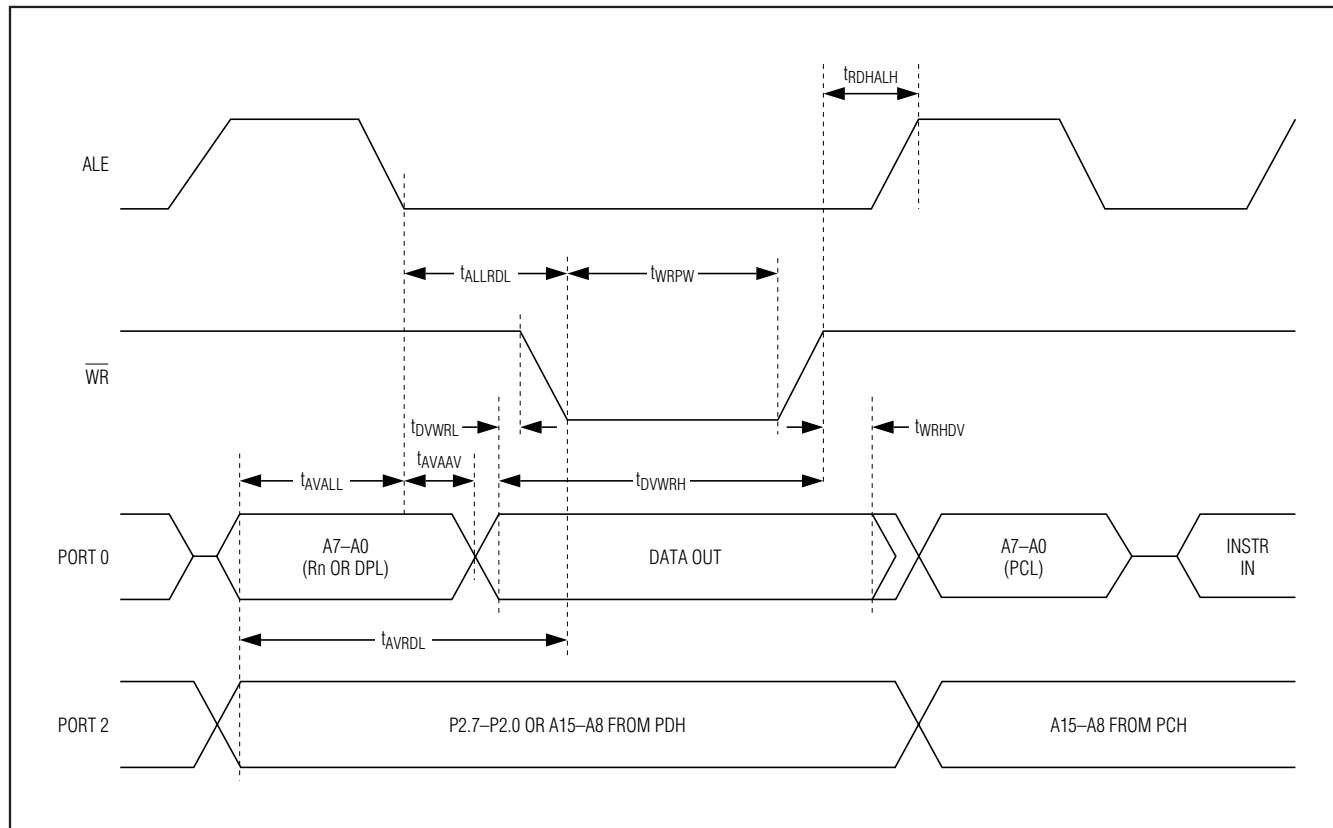 tRDHALH
ALE
tALLRDL
tWRPW
WR
tDVWRL
tWRHDV
tAVAAV
tAVALL
tDVWRH
PORT 0
A7–A0
(Rn OR DPL)
DATA OUT
A7–A0
(PCL)
INSTR
IN
tAVRDL
PORT 2
P2.7–P2.0 OR A15–A8 FROM PDH
A15–A8 FROM PCH